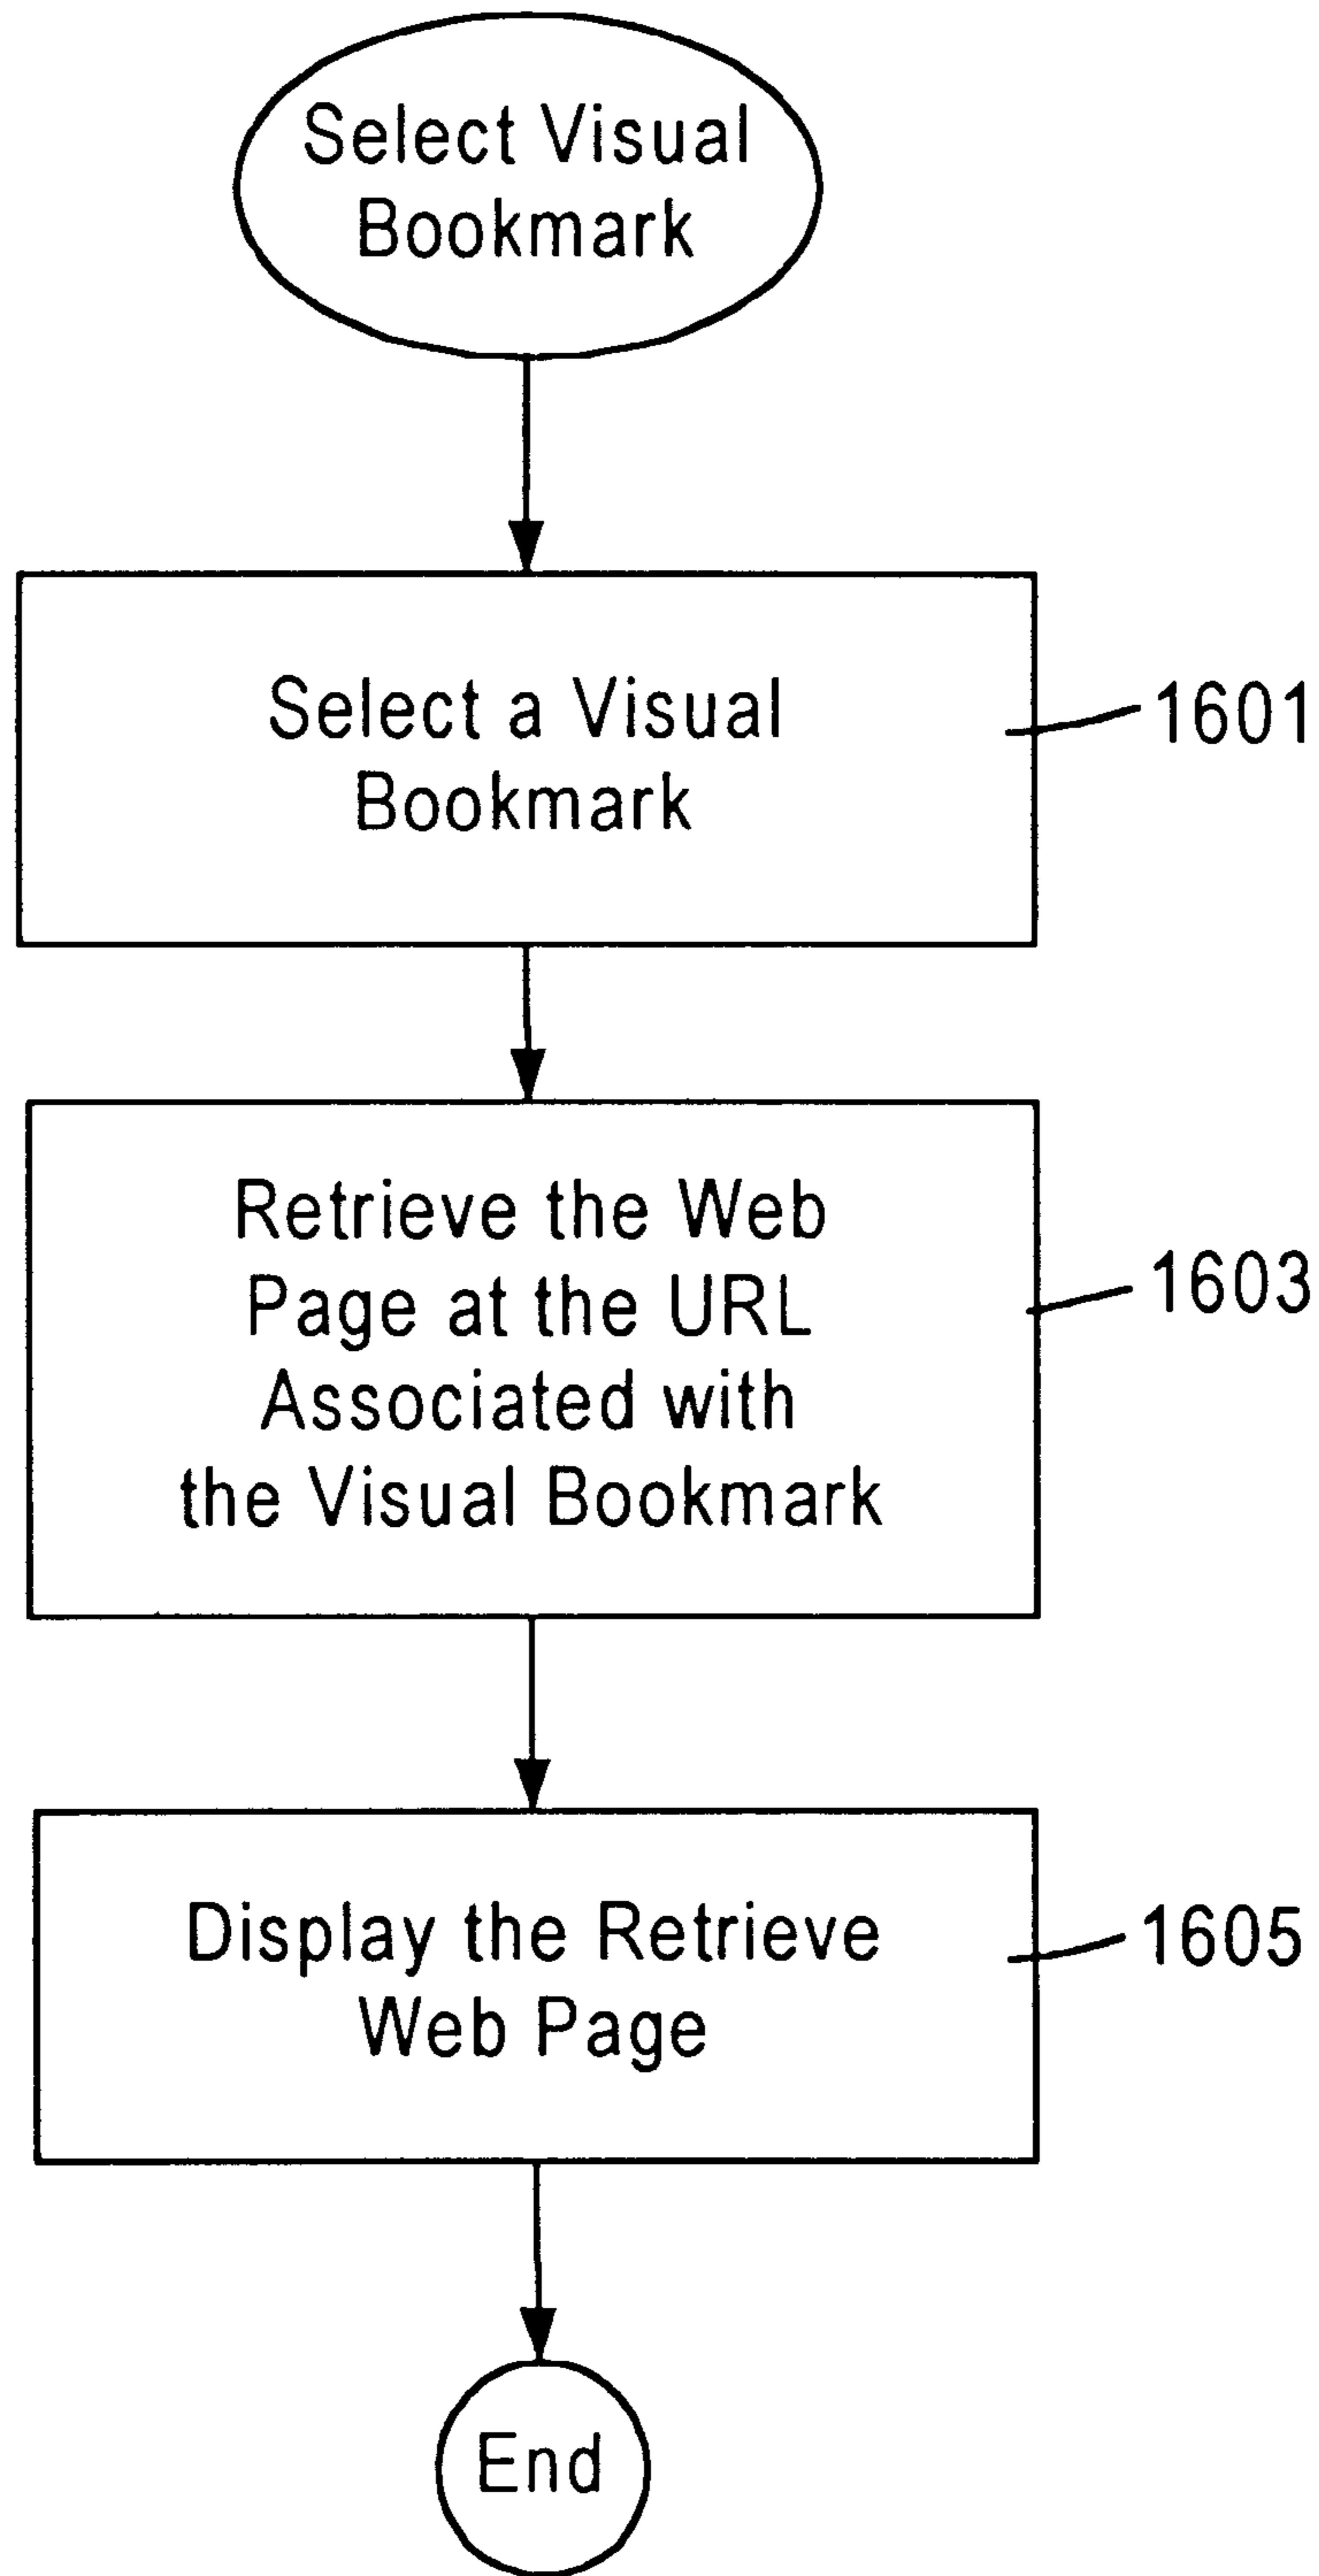 Select Visual
Bookmark
Select a Visual
Bookmark
1601
Retrieve the Web
Page at the URL
Associated with
the Visual Bookmark
1603
Display the Retrieve
Web Page
1605
End